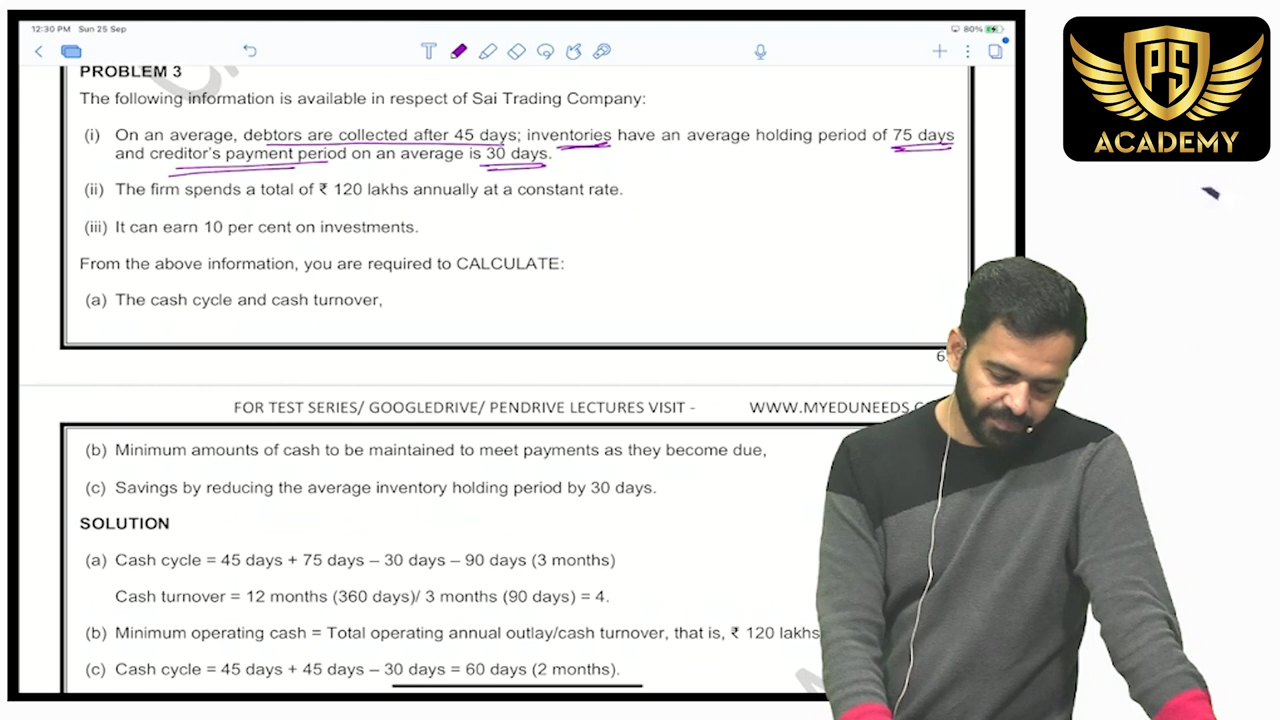 12:30 PM Sun 25 Sep
80%
PROBLEM 3
The following information is available in respect of Sai Trading Company:
(i) On an average, debtors are collected after 45 days; inventories have an average holding period of 75 days
and creditor's payment period on an average is 30 days.
(ii) The firm spends a total of ₹ 120 lakhs annually at a constant rate.
(iii) It can earn 10 per cent on investments.
From the above information, you are required to CALCULATE:
(a) The cash cycle and cash turnover,
6
FOR TEST SERIES/ GOOGLEDRIVE/ PENDRIVE LECTURES VISIT - WWW.MYEDUNEEDS.C
(b) Minimum amounts of cash to be maintained to meet payments as they become due,
(c) Savings by reducing the average inventory holding period by 30 days.
SOLUTION
(a) Cash cycle = 45 days + 75 days – 30 days – 90 days (3 months)
Cash turnover = 12 months (360 days)/ 3 months (90 days) = 4.
(b) Minimum operating cash = Total operating annual outlay/cash turnover, that is, ₹ 120 lakhs
(c) Cash cycle = 45 days + 45 days – 30 days = 60 days (2 months).
PS
ACADEMY